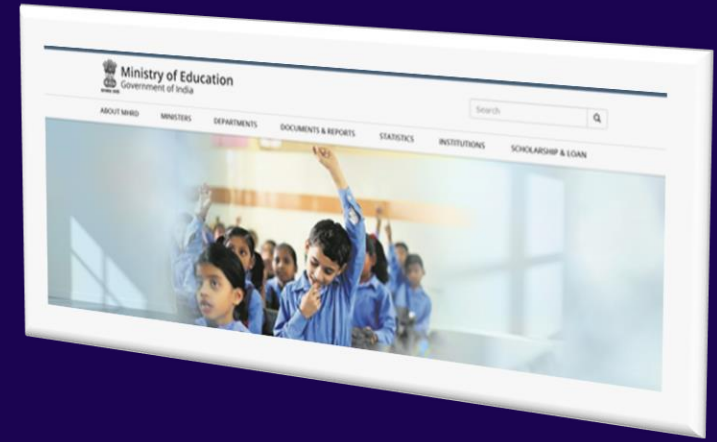 Ministry of Education
Government of India
Search
ABOUT MHRD MINISTERS DEPARTMENTS DOCUMENTS & REPORTS STATISTICS INSTITUTIONS SCHOLARSHIP & LOAN